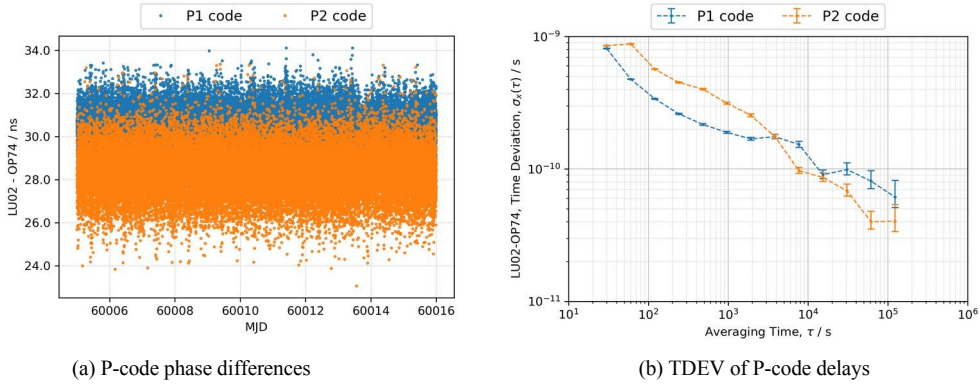 P1 code P2 code
34.0
32.0
30.0
28.0
26.0
24.0
LU02 - OP74 / ns
60006 60008 60010 60012 60014 60016
MJD
(a) P-code phase differences
P1 code P2 code
10⁻⁹
10⁻¹⁰
10⁻¹¹
LU02-OP74, Time Deviation, σₓ(τ) / s
10¹ 10² 10³ 10⁴ 10⁵ 10⁶
Averaging Time, τ / s
(b) TDEV of P-code delays